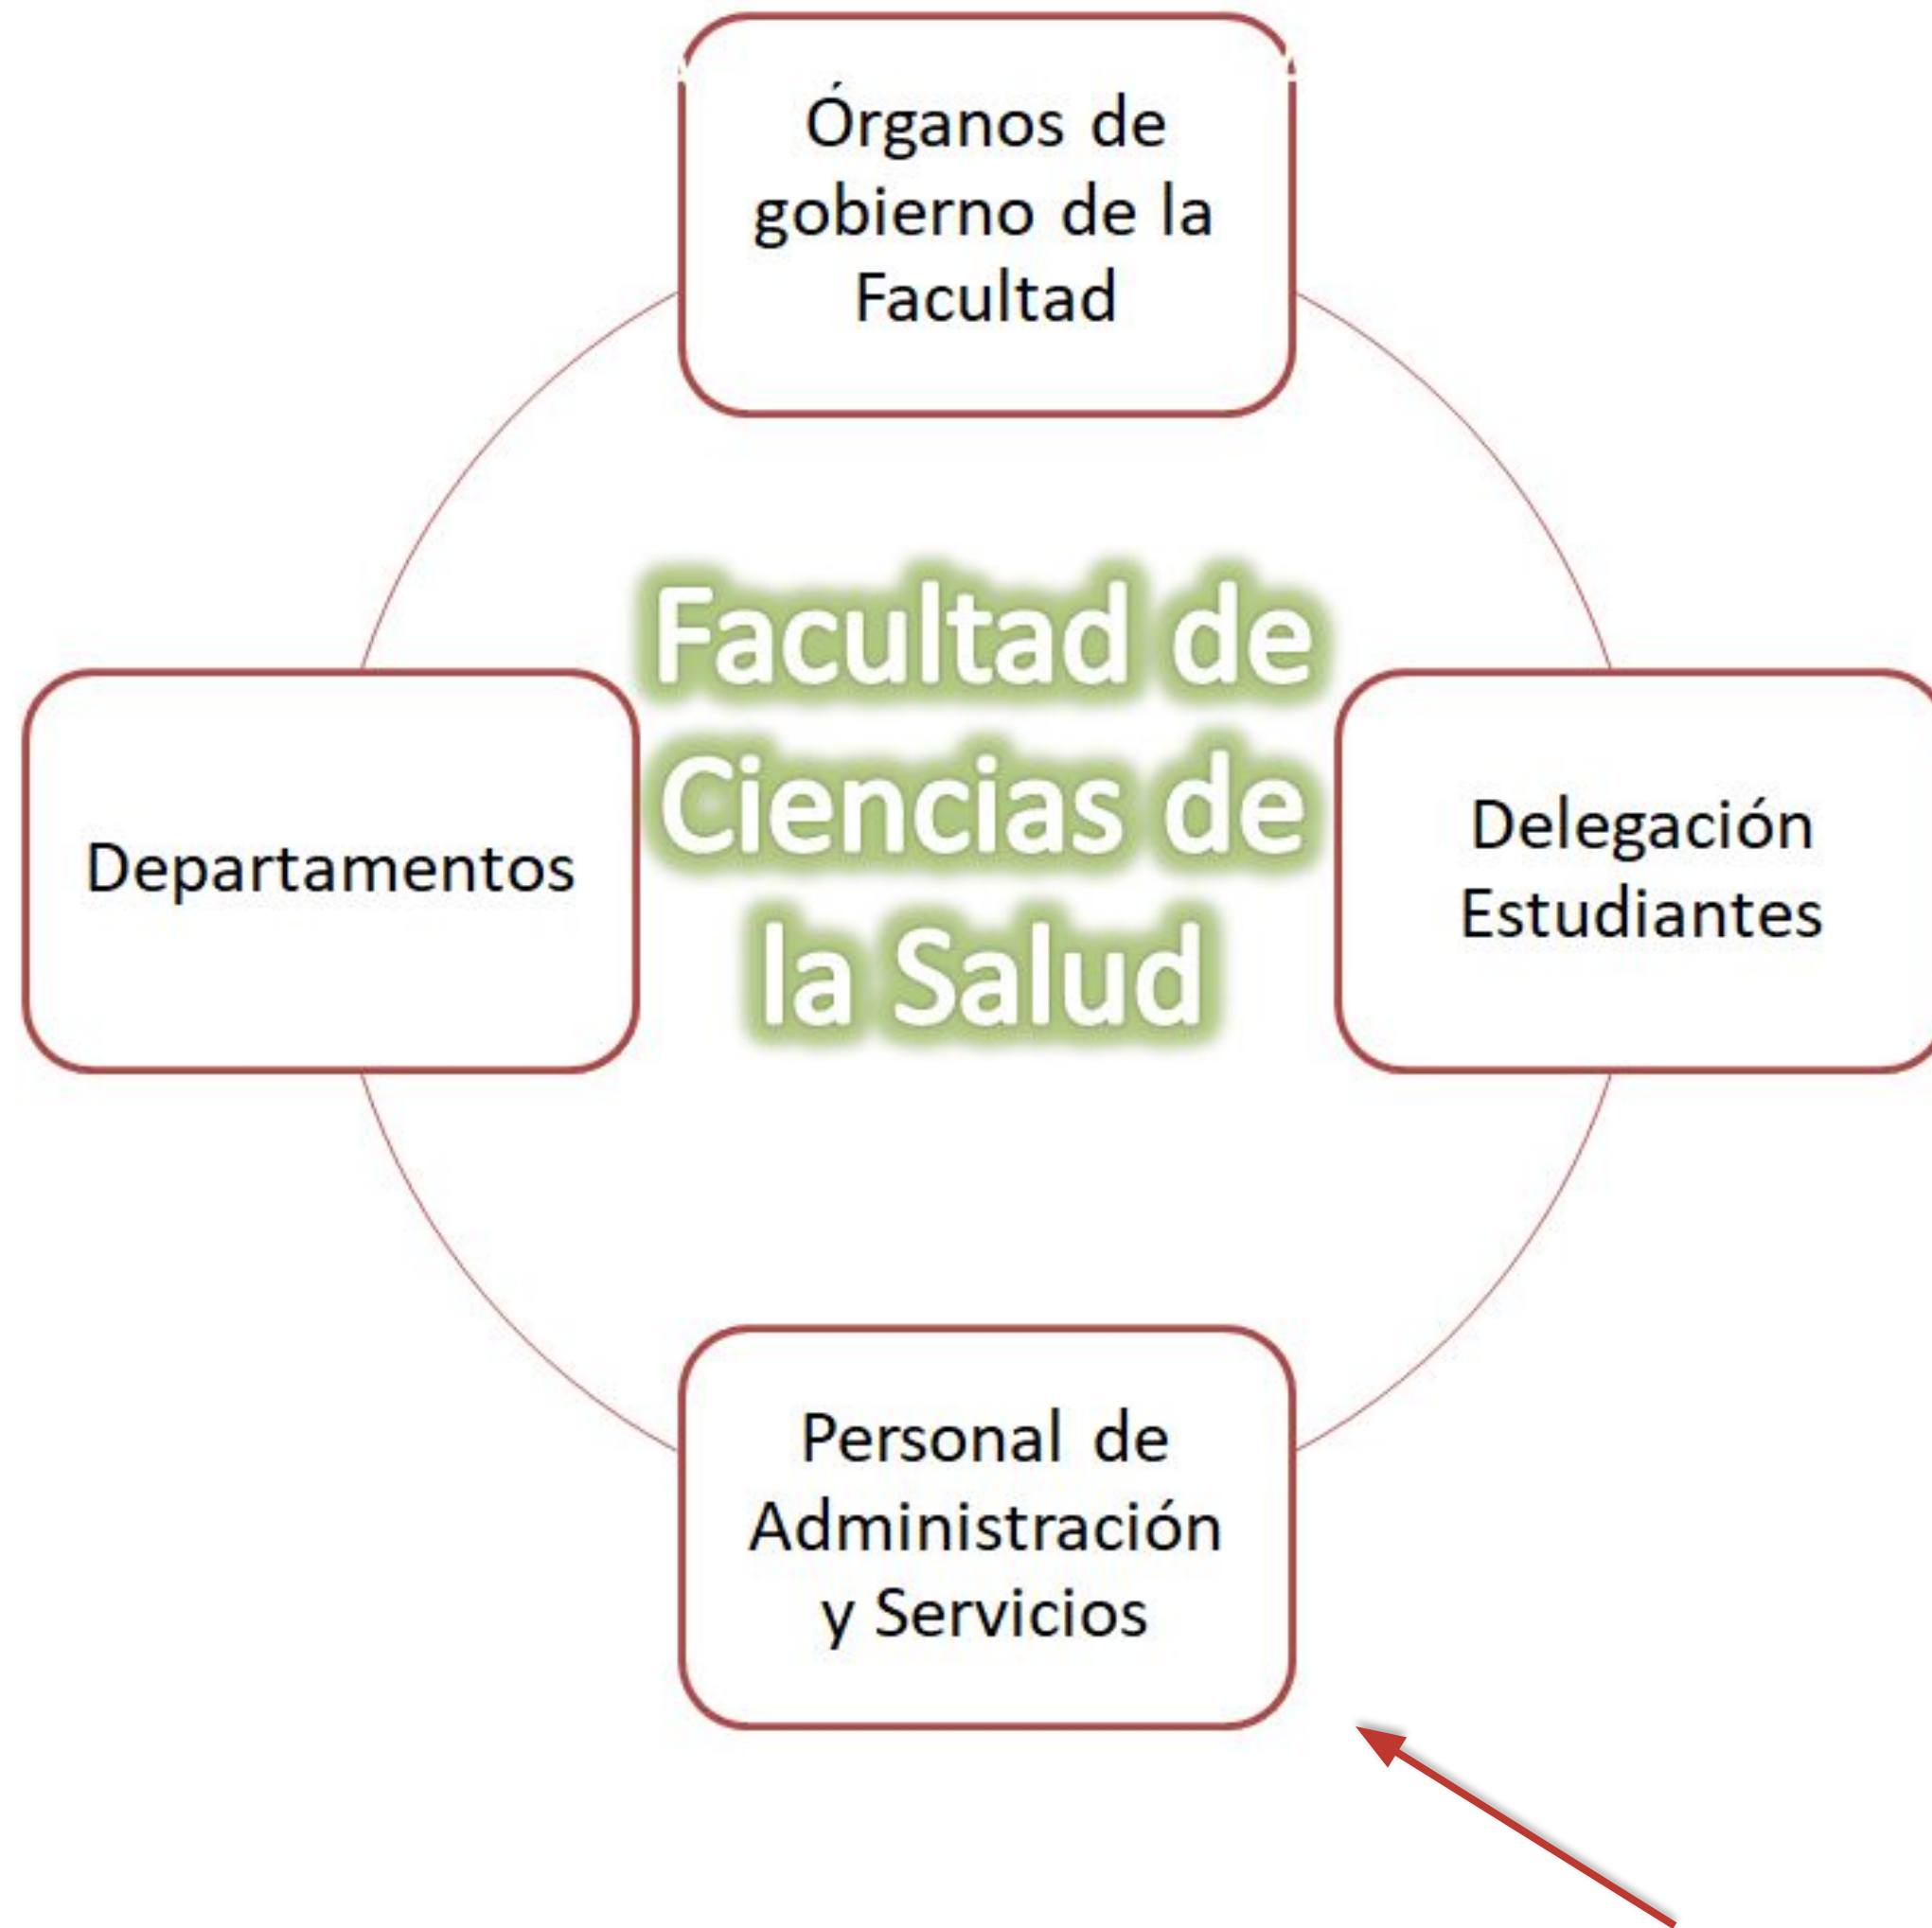 Órganos de
gobierno de la
Facultad
Facultad de
Ciencias de
la Salud
Departamentos
Delegación
Estudiantes
Personal de
Administración
y Servicios